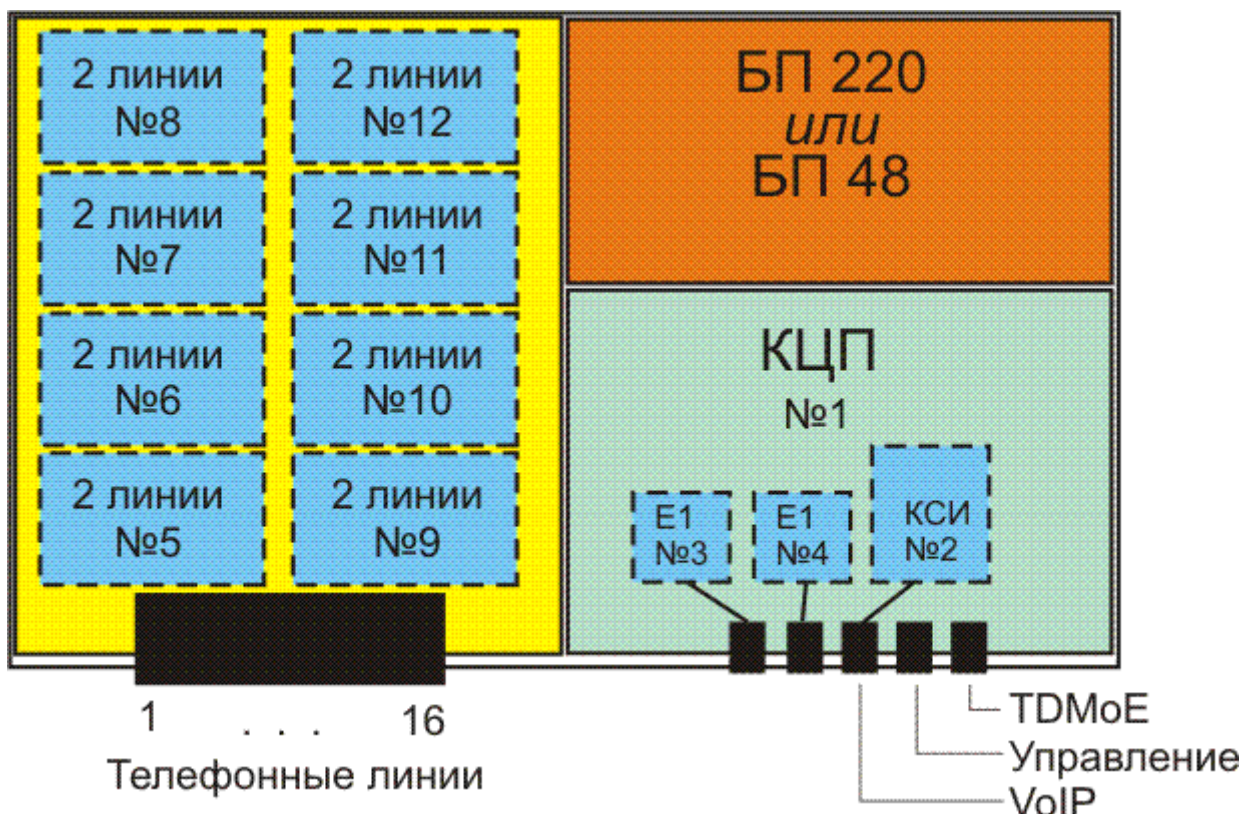 2 линии
№8
2 линии
№12
2 линии
№7
2 линии
№11
2 линии
№6
2 линии
№10
2 линии
№5
2 линии
№9
БП 220
или
БП 48
КЦП
№1
Е1
№3
Е1
№4
КСИ
№2
1 . . . 16
Телефонные линии
TDMoE
Управление
VoIP